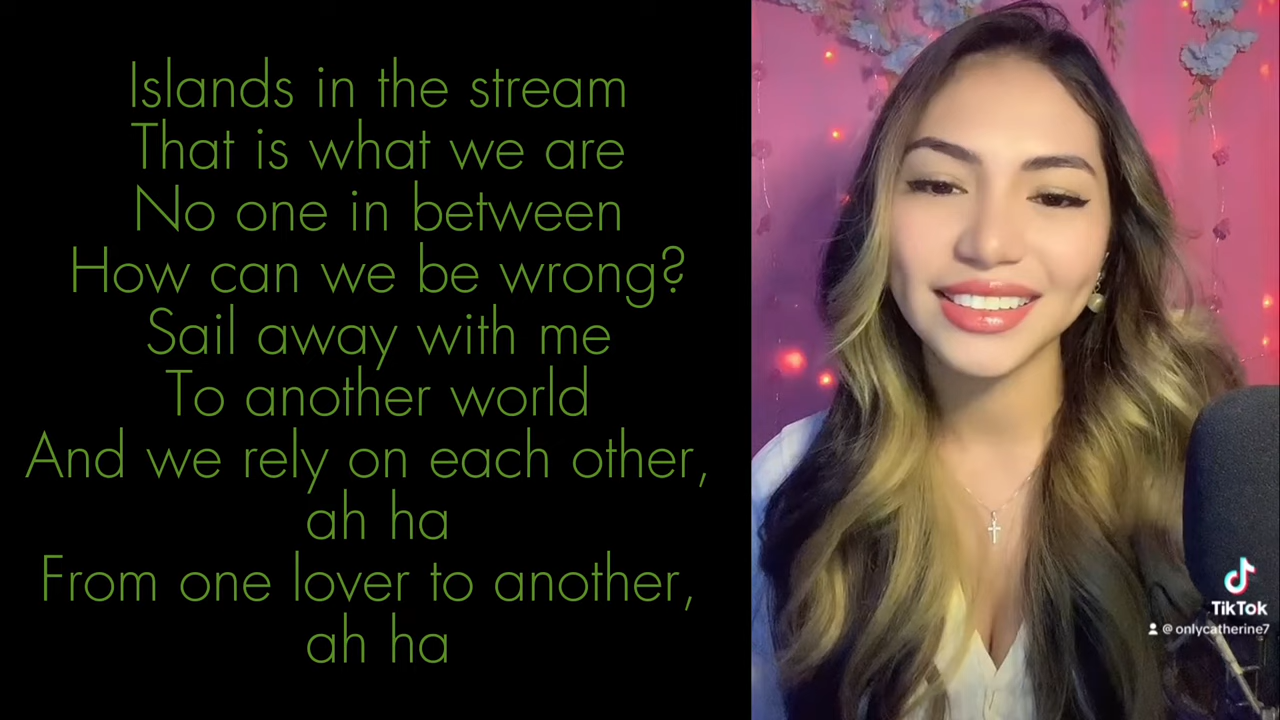 Islands in the stream
That is what we are
No one in between
How can we be wrong?
Sail away with me
To another world
And we rely on each other,
ah ha
From one lover to another,
ah ha
TikTok
@onlycatherine7